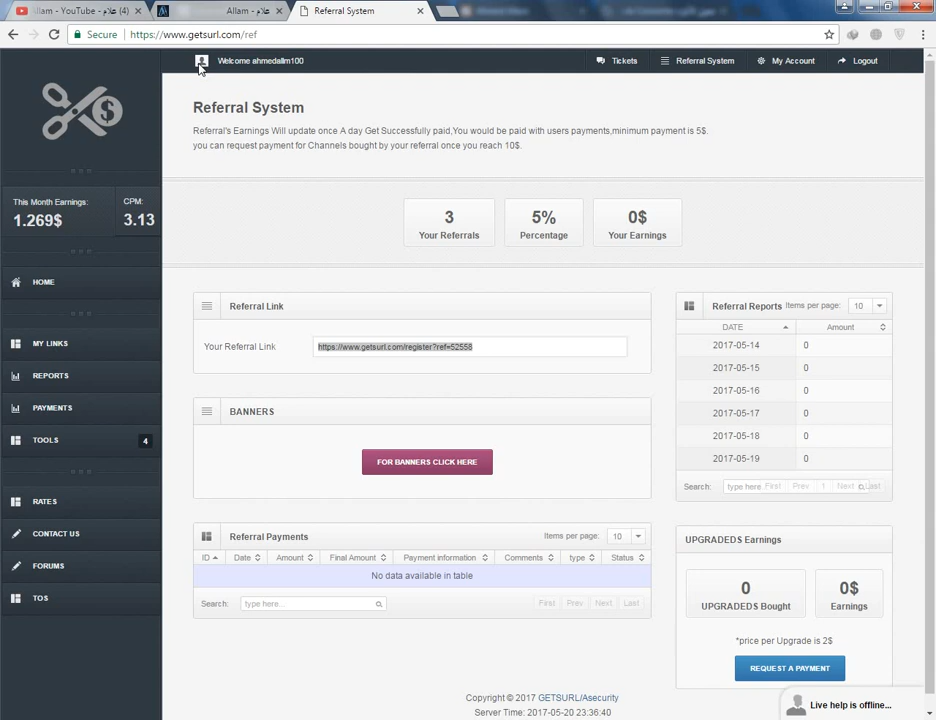 علام - YouTube (4)
علام - Allam
Referral System
Secure
https://www.getsurl.com/ref
Welcome ahmedallm100
Tickets
Referral System
My Account
Logout
This Month Earnings:
1.269$
CPM:
3.13
HOME
MY LINKS
REPORTS
PAYMENTS
TOOLS
4
RATES
CONTACT US
FORUMS
TOS
Referral System
Referral's Earnings Will update once A day Get Successfully paid,You would be paid with users payments,minimum payment is 5$.
you can request payment for Channels bought by your referral once you reach 10$.
3
Your Referrals
5%
Percentage
0$
Your Earnings
Referral Link
Your Referral Link
https://www.getsurl.com/register?ref=52558
BANNERS
FOR BANNERS CLICK HERE
Referral Payments
Items per page: 10
ID Date Amount Final Amount Payment information Comments type Status
No data available in table
Search: type here...
First Prev Next Last
Referral Reports Items per page: 10
DATE Amount
2017-05-14 0
2017-05-15 0
2017-05-16 0
2017-05-17 0
2017-05-18 0
2017-05-19 0
Search: type here First Prev 1 Next Last
UPGRADEDS Earnings
0
UPGRADEDS Bought
0$
Earnings
*price per Upgrade is 2$
REQUEST A PAYMENT
Copyright © 2017 GETSURL/Asecurity
Server Time: 2017-05-20 23:36:40
Live help is offline...